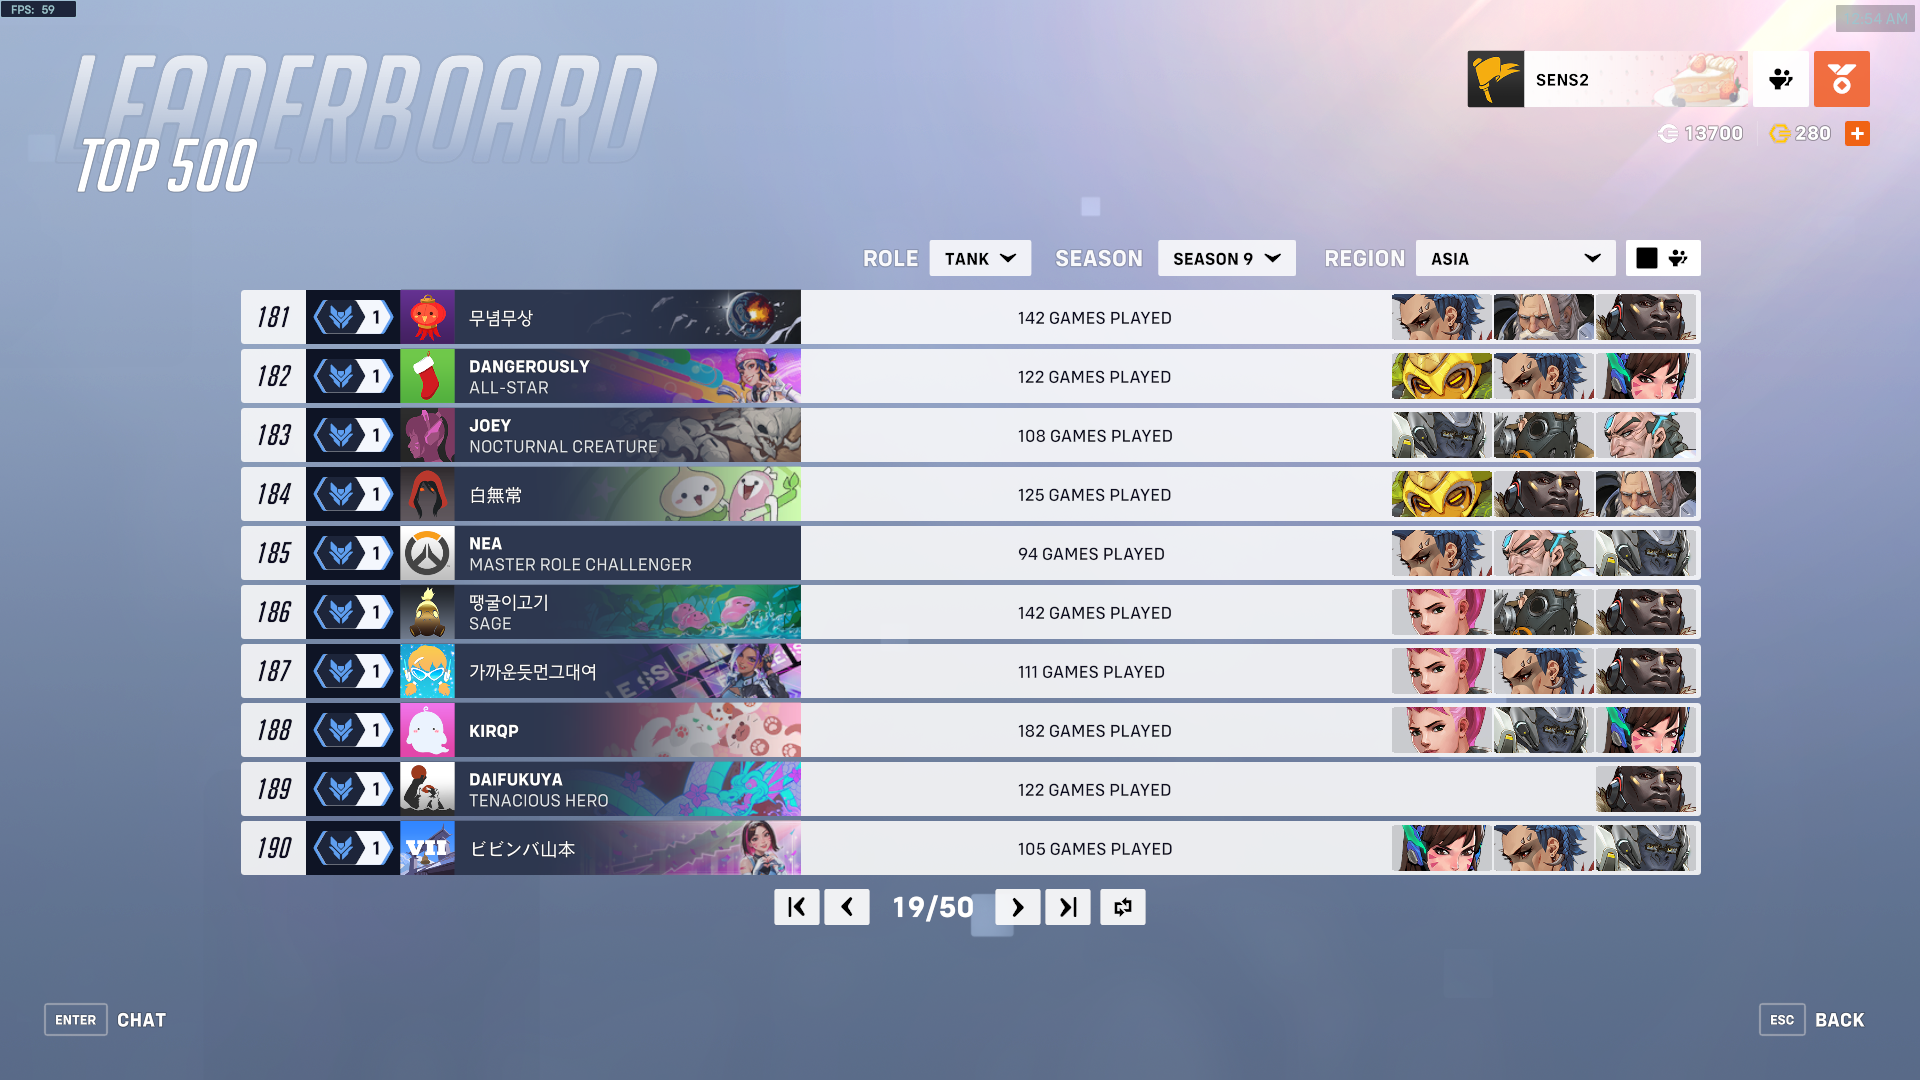 FPS: 59
54 AM
LEADERBOARD
TOP 500
SENS2
13700
280
ROLE
TANK
SEASON
SEASON 9
REGION
ASIA
181
1
무념무상
142 GAMES PLAYED
182
1
DANGEROUSLY
ALL-STAR
122 GAMES PLAYED
183
1
JOEY
NOCTURNAL CREATURE
108 GAMES PLAYED
184
1
白無常
125 GAMES PLAYED
185
1
NEA
MASTER ROLE CHALLENGER
94 GAMES PLAYED
186
1
땡굴이고기
SAGE
142 GAMES PLAYED
187
1
가까운듯먼그대여
111 GAMES PLAYED
188
1
KIRQP
182 GAMES PLAYED
189
1
DAIFUKUYA
TENACIOUS HERO
122 GAMES PLAYED
190
1
VII
ビビンバ山本
105 GAMES PLAYED
19/50
ENTER
CHAT
ESC
BACK